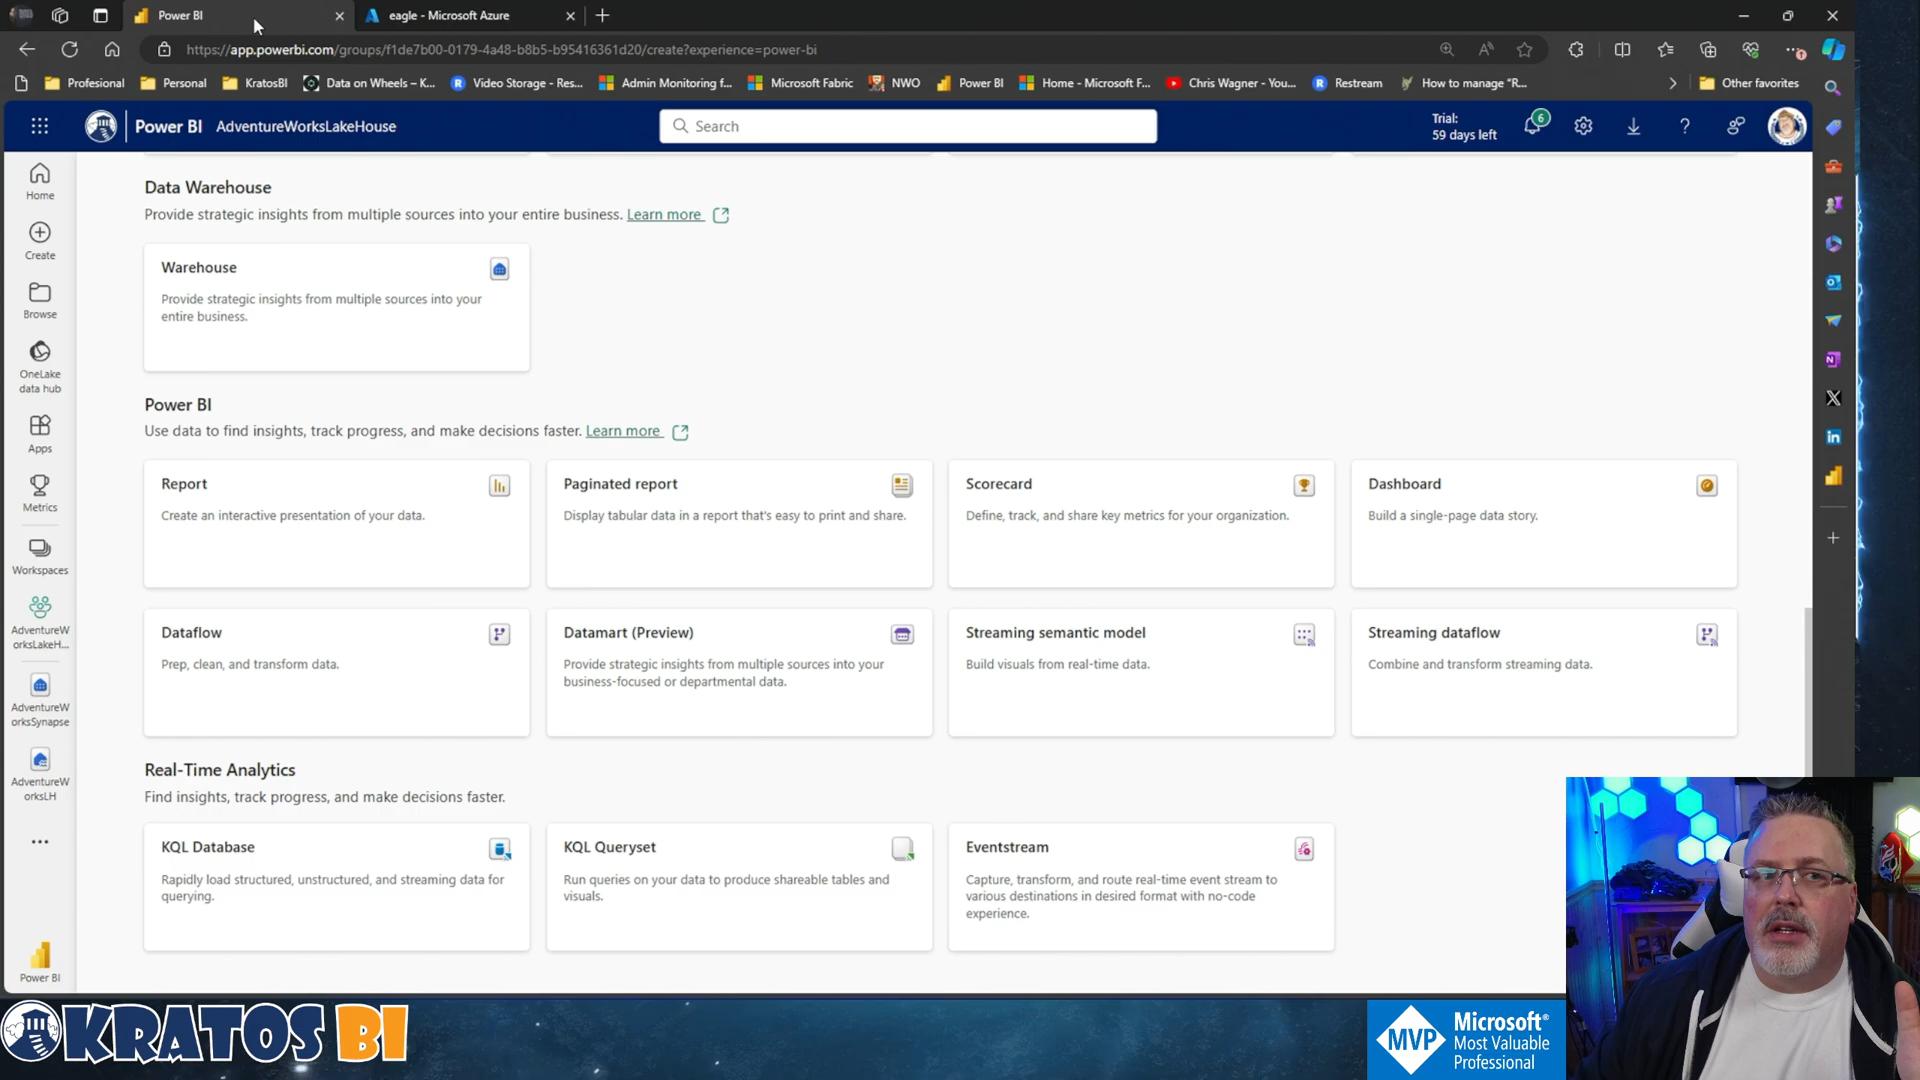 Power BI
eagle - Microsoft Azure
https://app.powerbi.com/groups/f1de7b00-0179-4a48-b8b5-b95416361d20/create?experience=power-bi
Profesional
Personal
KratosBI
Data on Wheels – K...
Video Storage - Res...
Admin Monitoring f...
Microsoft Fabric
NWO
Power BI
Home - Microsoft F...
Chris Wagner - You...
Restream
How to manage "R...
Other favorites
Power BI
AdventureWorksLakeHouse
Search
Trial:
59 days left
6
Home
Create
Browse
OneLake
data hub
Apps
Metrics
Workspaces
AdventureW
orksLakeH...
AdventureW
orksSynapse
AdventureW
orksLH
Power BI
Data Warehouse
Provide strategic insights from multiple sources into your entire business. Learn more
Warehouse
Provide strategic insights from multiple sources into your
entire business.
Power BI
Use data to find insights, track progress, and make decisions faster. Learn more
Report
Create an interactive presentation of your data.
Paginated report
Display tabular data in a report that's easy to print and share.
Scorecard
Define, track, and share key metrics for your organization.
Dashboard
Build a single-page data story.
Dataflow
Prep, clean, and transform data.
Datamart (Preview)
Provide strategic insights from multiple sources into your
business-focused or departmental data.
Streaming semantic model
Build visuals from real-time data.
Streaming dataflow
Combine and transform streaming data.
Real-Time Analytics
Find insights, track progress, and make decisions faster.
KQL Database
Rapidly load structured, unstructured, and streaming data for
querying.
KQL Queryset
Run queries on your data to produce shareable tables and
visuals.
Eventstream
Capture, transform, and route real-time event stream to
various destinations in desired format with no-code
experience.
KRATOS BI
MVP
Microsoft®
Most Valuable
Professional